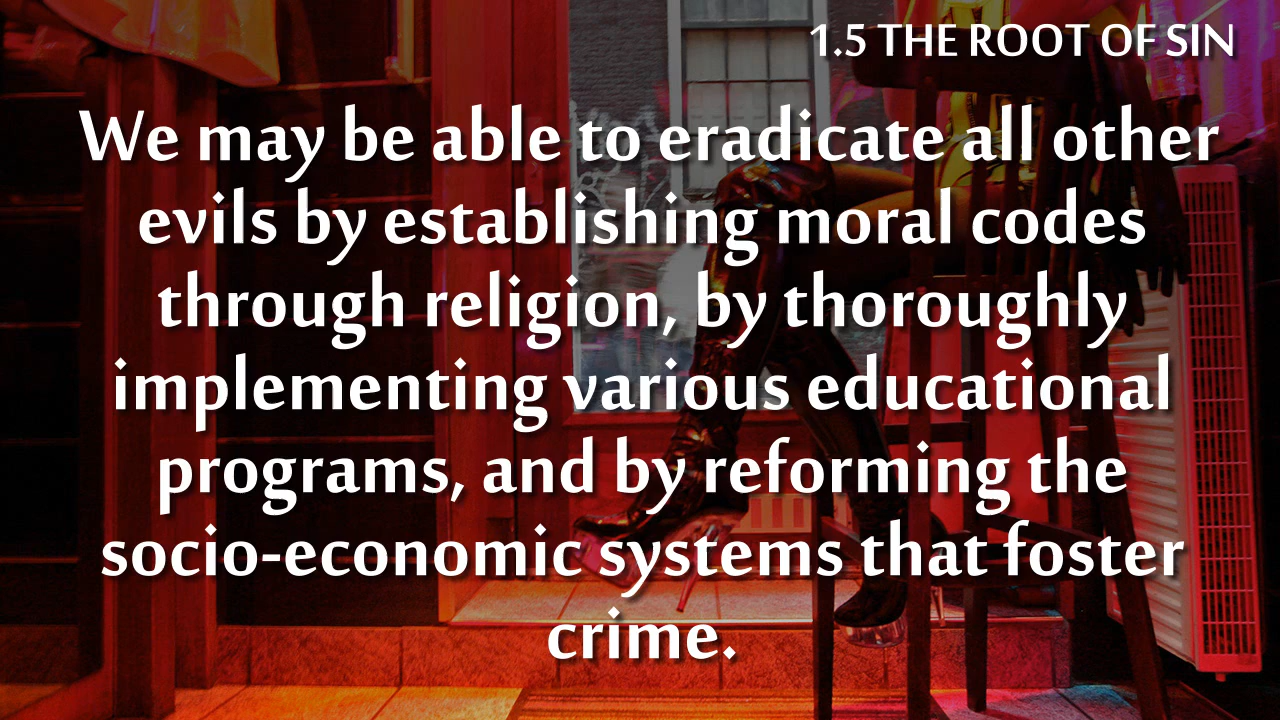 1.5 THE ROOT OF SIN
We may be able to eradicate all other
evils by establishing moral codes
through religion, by thoroughly
implementing various educational
programs, and by reforming the
socio-economic systems that foster
crime.